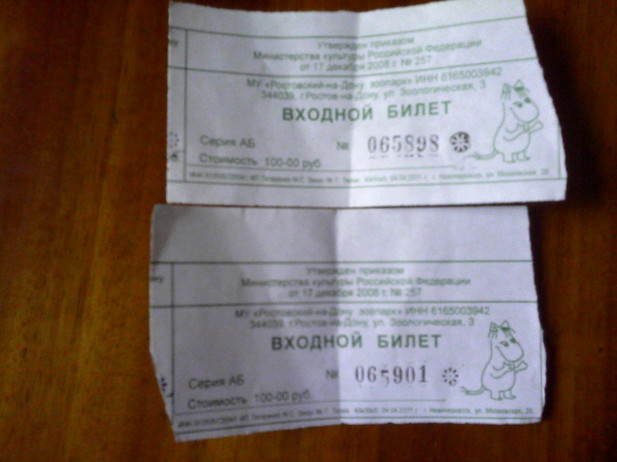 Утвержден приказом
Министерства культуры Российской Федерации
от 17 декабря 2008 г. № 257
МУ «Ростовский-на-Дону зоопарк» ИНН 6165003942
344039, г.Ростов-на-Дону, ул. Зоологическая, 3
ВХОДНОЙ БИЛЕТ
Серия АБ № 065898
Стоимость 100-00 руб.
Утвержден приказом
Министерства культуры Российской Федерации
от 17 декабря 2008 г. № 257
МУ «Ростовский-на-Дону зоопарк» ИНН 6165003942
344039, г.Ростов-на-Дону, ул. Зоологическая, 3
ВХОДНОЙ БИЛЕТ
Серия АБ № 065901
Стоимость 100-00 руб.